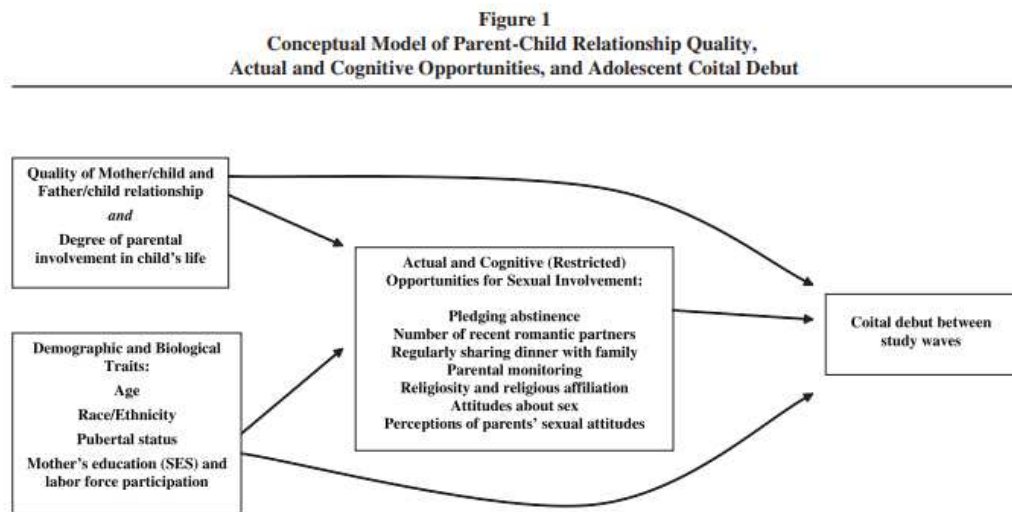 Figure 1
Conceptual Model of Parent-Child Relationship Quality,
Actual and Cognitive Opportunities, and Adolescent Coital Debut
Quality of Mother/child and
Father/child relationship
and
Degree of parental
involvement in child's life
Actual and Cognitive (Restricted)
Opportunities for Sexual Involvement:
Pledging abstinence
Number of recent romantic partners
Regularly sharing dinner with family
Parental monitoring
Religiosity and religious affiliation
Attitudes about sex
Perceptions of parents' sexual attitudes
Coital debut between
study waves
Demographic and Biological
Traits:
Age
Race/Ethnicity
Pubertal status
Mother's education (SES) and
labor force participation